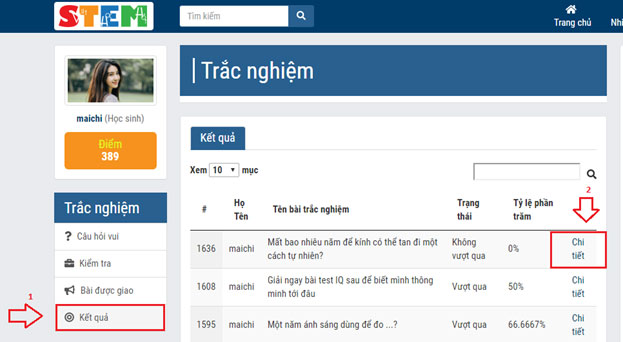 STEM
Tìm kiếm
Trang chủ
Nhi
maichi (Học sinh)
Điểm
389
Trắc nghiệm
Câu hỏi vui
Kiểm tra
Bài được giao
1
Kết quả
Trắc nghiệm
Kết quả
Xem 10 mục
2
# Họ Tên Tên bài trắc nghiệm Trạng thái Tỷ lệ phần trăm
1636 maichi Mất bao nhiêu năm để kính có thể tan đi một Không 0% Chi
cách tự nhiên? vượt qua tiết
1608 maichi Giải ngay bài test IQ sau để biết mình thông Vượt qua 50% Chi
minh tới đâu tiết
1595 maichi Một năm ánh sáng dùng để đo ...? Vượt qua 66.6667% Chi
tiết